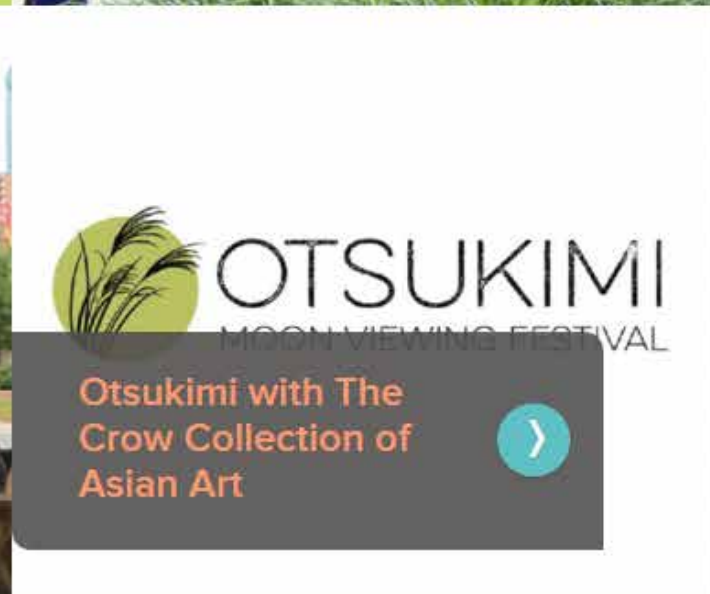 OTSUKIMI
MOON VIEWING FESTIVAL
Otsukimi with The
Crow Collection of
Asian Art